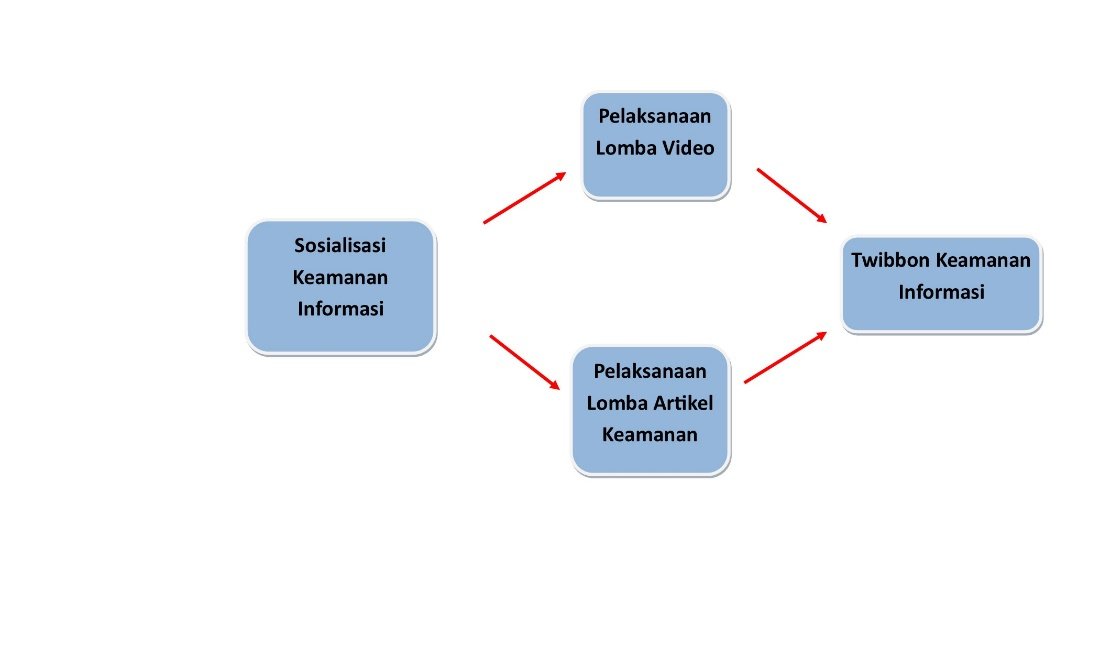 Pelaksanaan
Lomba Video
Sosialisasi
Keamanan
Informasi
Twibbon Keamanan
Informasi
Pelaksanaan
Lomba Artikel
Keamanan